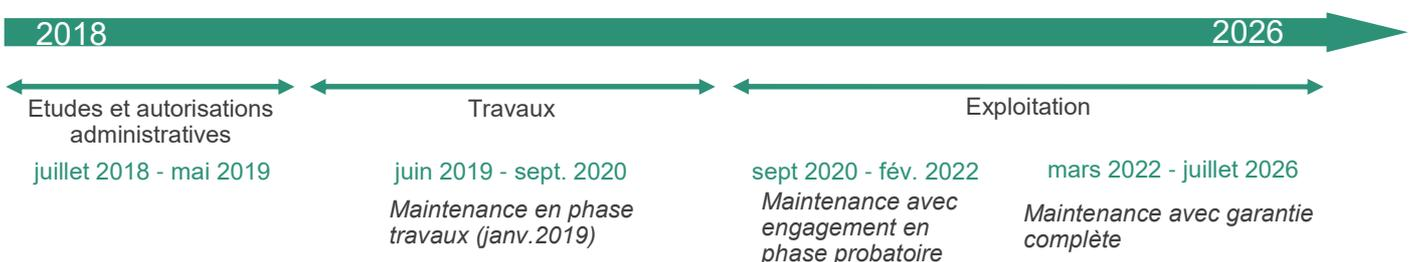 2018
2026
Etudes et autorisations
administratives
juillet 2018 - mai 2019
Travaux
juin 2019 - sept. 2020
Maintenance en phase
travaux (janv.2019)
Exploitation
sept 2020 - fév. 2022
Maintenance avec
engagement en
phase probatoire
mars 2022 - juillet 2026
Maintenance avec garantie
complète